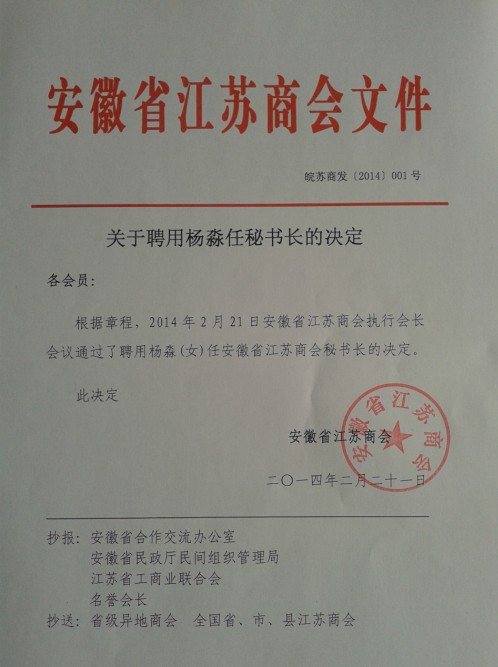 安徽省江苏商会文件
皖苏商发〔2014〕001号
关于聘用杨淼任秘书长的决定
各会员：
根据章程，2014年2月21日安徽省江苏商会执行会长
会议通过了聘用杨淼(女)任安徽省江苏商会秘书长的决定。
此决定
安徽省江苏商会
安徽省江苏商会
二〇一四年二月二十一日
抄报：安徽省合作交流办公室
安徽省民政厅民间组织管理局
江苏省工商业联合会
名誉会长
抄送：省级异地商会 全国省、市、县江苏商会